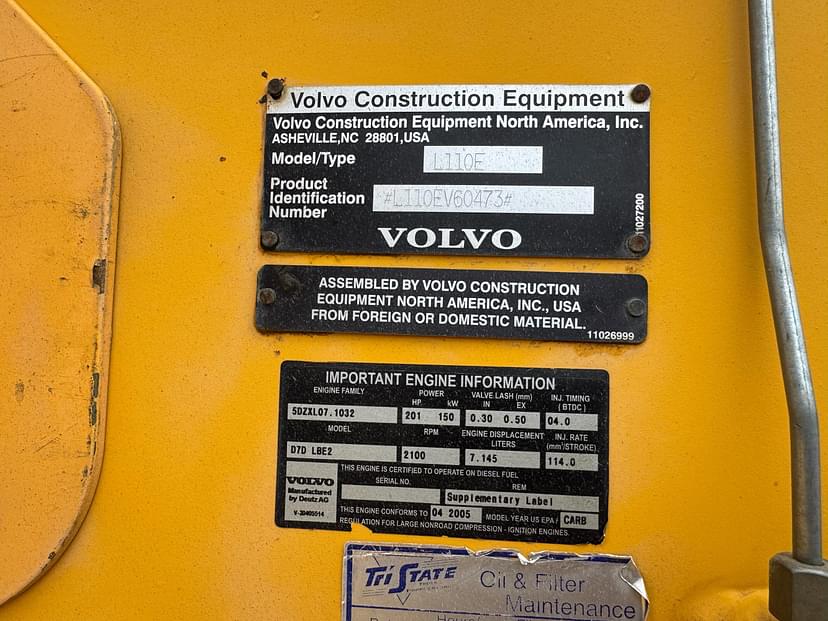 Volvo Construction Equipment
Volvo Construction Equipment North America, Inc.
ASHEVILLE,NC 28801,USA
Model/Type L110E
Product
Identification #L110EV60473#
Number
VOLVO
11027200
ASSEMBLED BY VOLVO CONSTRUCTION
EQUIPMENT NORTH AMERICA, INC., USA
FROM FOREIGN OR DOMESTIC MATERIAL.
11026999
IMPORTANT ENGINE INFORMATION
ENGINE FAMILY POWER VALVE LASH (mm) INJ. TIMING
HP kW IN EX (BTDC)
5DZXL07.1032 201 150 0.30 0.50 04.0
MODEL RPM ENGINE DISPLACEMENT INJ. RATE
LITERS (mm³/STROKE)
D7D LBE2 2100 7.145 114.0
THIS ENGINE IS CERTIFIED TO OPERATE ON DIESEL FUEL
VOLVO SERIAL NO. REM
Manufactured Supplementary Label
by Deutz AG
V-20405514 THIS ENGINE CONFORMS TO 04 2005 MODEL YEAR US EPA/ CARB
REGULATION FOR LARGE NONROAD COMPRESSION - IGNITION ENGINES.
TRISTATE Oil & Filter
Maintenance